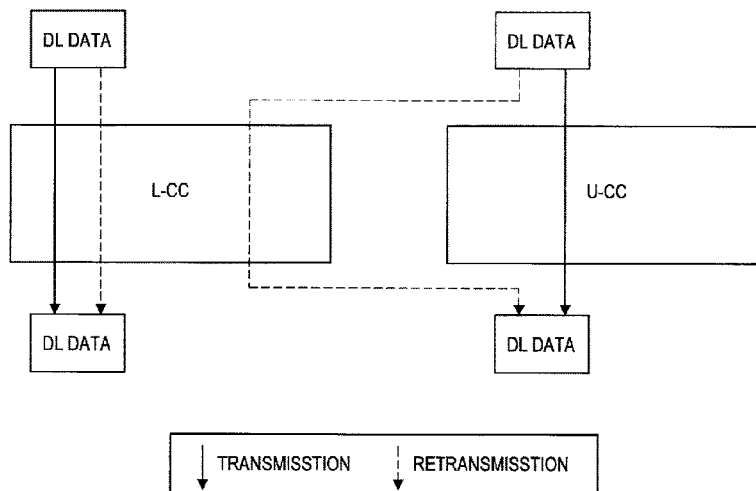 DL DATA
DL DATA
L-CC
U-CC
DL DATA
DL DATA
TRANSMISSTION
RETRANSMISSTION